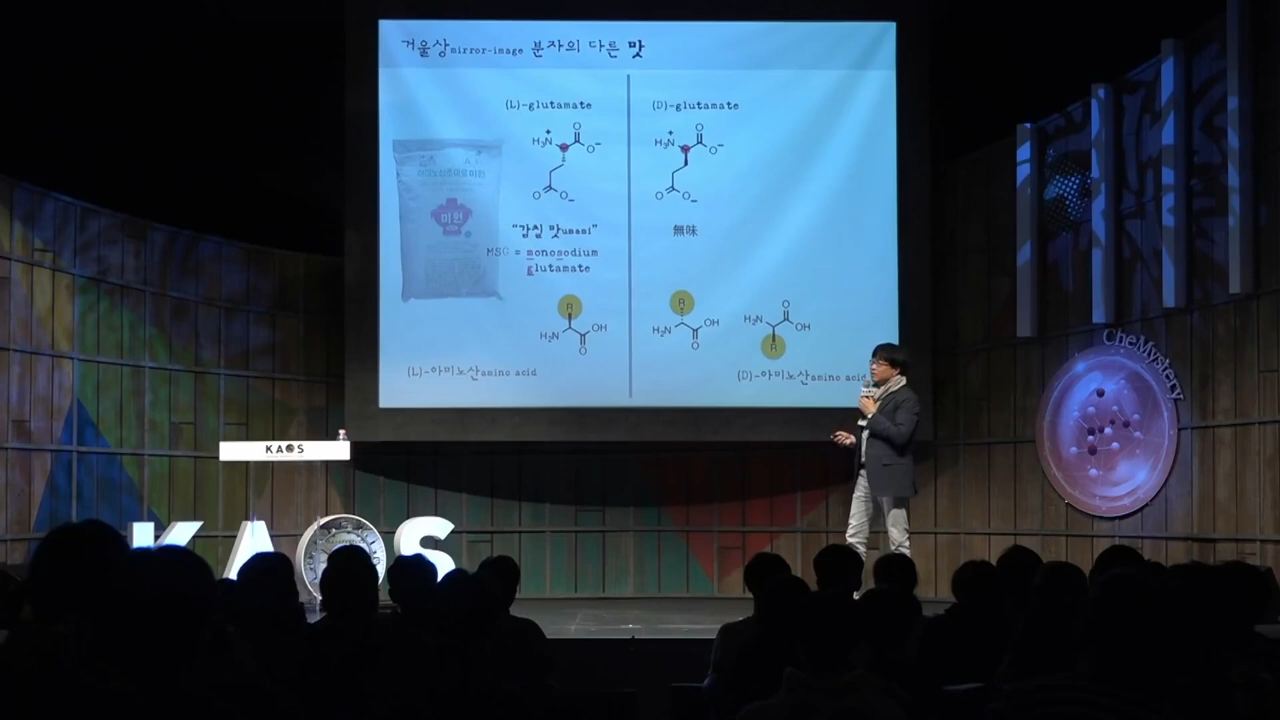 거울상mirror-image 분자의 다른 맛
(L)-glutamate
(D)-glutamate
H₃N
+
O
O⁻
O
O⁻
H₃N
+
O
O⁻
O
O⁻
미원
"감칠 맛umami"
MSG = monosodium
glutamate
無味
R
H₂N
OH
O
R
H₂N
OH
O
O
H₂N
OH
R
(L)-아미노산amino acid
(D)-아미노산amino acid
CheMystery
KAOS
KAOS